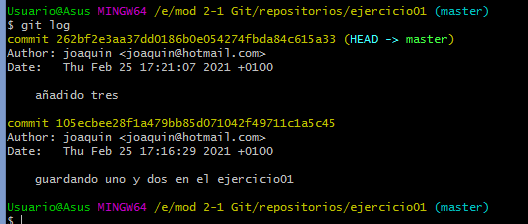 Usuario@Asus MINGW64 /e/mod 2-1 Git/repositorios/ejercicio01 (master)
$ git log
commit 262bf2e3aa37dd0186b0e054274fbda84c615a33 (HEAD -> master)
Author: joaquin <joaquin@hotmail.com>
Date:   Thu Feb 25 17:21:07 2021 +0100
    añadido tres
commit 105ecbee28f1a479bb85d071042f49711c1a5c45
Author: joaquin <joaquin@hotmail.com>
Date:   Thu Feb 25 17:16:29 2021 +0100
    guardando uno y dos en el ejercicio01
Usuario@Asus MINGW64 /e/mod 2-1 Git/repositorios/ejercicio01 (master)
$